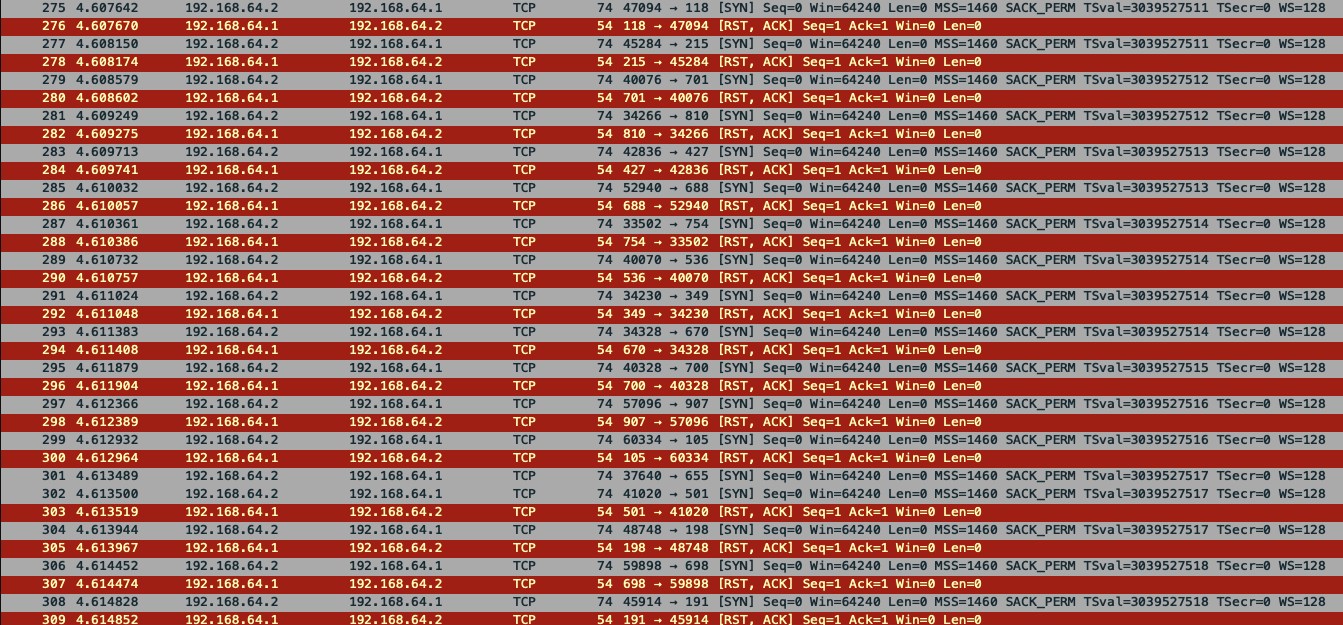 275 4.607642 192.168.64.2 192.168.64.1 TCP 74 47094 → 118 [SYN] Seq=0 Win=64240 Len=0 MSS=1460 SACK_PERM TSval=3039527511 TSecr=0 WS=128
276 4.607670 192.168.64.1 192.168.64.2 TCP 54 118 → 47094 [RST, ACK] Seq=1 Ack=1 Win=0 Len=0
277 4.608150 192.168.64.2 192.168.64.1 TCP 74 45284 → 215 [SYN] Seq=0 Win=64240 Len=0 MSS=1460 SACK_PERM TSval=3039527511 TSecr=0 WS=128
278 4.608174 192.168.64.1 192.168.64.2 TCP 54 215 → 45284 [RST, ACK] Seq=1 Ack=1 Win=0 Len=0
279 4.608579 192.168.64.2 192.168.64.1 TCP 74 40076 → 701 [SYN] Seq=0 Win=64240 Len=0 MSS=1460 SACK_PERM TSval=3039527512 TSecr=0 WS=128
280 4.608602 192.168.64.1 192.168.64.2 TCP 54 701 → 40076 [RST, ACK] Seq=1 Ack=1 Win=0 Len=0
281 4.609249 192.168.64.2 192.168.64.1 TCP 74 34266 → 810 [SYN] Seq=0 Win=64240 Len=0 MSS=1460 SACK_PERM TSval=3039527512 TSecr=0 WS=128
282 4.609275 192.168.64.1 192.168.64.2 TCP 54 810 → 34266 [RST, ACK] Seq=1 Ack=1 Win=0 Len=0
283 4.609713 192.168.64.2 192.168.64.1 TCP 74 42836 → 427 [SYN] Seq=0 Win=64240 Len=0 MSS=1460 SACK_PERM TSval=3039527513 TSecr=0 WS=128
284 4.609741 192.168.64.1 192.168.64.2 TCP 54 427 → 42836 [RST, ACK] Seq=1 Ack=1 Win=0 Len=0
285 4.610032 192.168.64.2 192.168.64.1 TCP 74 52940 → 688 [SYN] Seq=0 Win=64240 Len=0 MSS=1460 SACK_PERM TSval=3039527513 TSecr=0 WS=128
286 4.610057 192.168.64.1 192.168.64.2 TCP 54 688 → 52940 [RST, ACK] Seq=1 Ack=1 Win=0 Len=0
287 4.610361 192.168.64.2 192.168.64.1 TCP 74 33502 → 754 [SYN] Seq=0 Win=64240 Len=0 MSS=1460 SACK_PERM TSval=3039527514 TSecr=0 WS=128
288 4.610386 192.168.64.1 192.168.64.2 TCP 54 754 → 33502 [RST, ACK] Seq=1 Ack=1 Win=0 Len=0
289 4.610732 192.168.64.2 192.168.64.1 TCP 74 40070 → 536 [SYN] Seq=0 Win=64240 Len=0 MSS=1460 SACK_PERM TSval=3039527514 TSecr=0 WS=128
290 4.610757 192.168.64.1 192.168.64.2 TCP 54 536 → 40070 [RST, ACK] Seq=1 Ack=1 Win=0 Len=0
291 4.611024 192.168.64.2 192.168.64.1 TCP 74 34230 → 349 [SYN] Seq=0 Win=64240 Len=0 MSS=1460 SACK_PERM TSval=3039527514 TSecr=0 WS=128
292 4.611048 192.168.64.1 192.168.64.2 TCP 54 349 → 34230 [RST, ACK] Seq=1 Ack=1 Win=0 Len=0
293 4.611383 192.168.64.2 192.168.64.1 TCP 74 34328 → 670 [SYN] Seq=0 Win=64240 Len=0 MSS=1460 SACK_PERM TSval=3039527514 TSecr=0 WS=128
294 4.611408 192.168.64.1 192.168.64.2 TCP 54 670 → 34328 [RST, ACK] Seq=1 Ack=1 Win=0 Len=0
295 4.611879 192.168.64.2 192.168.64.1 TCP 74 40328 → 700 [SYN] Seq=0 Win=64240 Len=0 MSS=1460 SACK_PERM TSval=3039527515 TSecr=0 WS=128
296 4.611904 192.168.64.1 192.168.64.2 TCP 54 700 → 40328 [RST, ACK] Seq=1 Ack=1 Win=0 Len=0
297 4.612366 192.168.64.2 192.168.64.1 TCP 74 57096 → 907 [SYN] Seq=0 Win=64240 Len=0 MSS=1460 SACK_PERM TSval=3039527516 TSecr=0 WS=128
298 4.612389 192.168.64.1 192.168.64.2 TCP 54 907 → 57096 [RST, ACK] Seq=1 Ack=1 Win=0 Len=0
299 4.612932 192.168.64.2 192.168.64.1 TCP 74 60334 → 105 [SYN] Seq=0 Win=64240 Len=0 MSS=1460 SACK_PERM TSval=3039527516 TSecr=0 WS=128
300 4.612964 192.168.64.1 192.168.64.2 TCP 54 105 → 60334 [RST, ACK] Seq=1 Ack=1 Win=0 Len=0
301 4.613489 192.168.64.2 192.168.64.1 TCP 74 37640 → 655 [SYN] Seq=0 Win=64240 Len=0 MSS=1460 SACK_PERM TSval=3039527517 TSecr=0 WS=128
302 4.613500 192.168.64.2 192.168.64.1 TCP 74 41020 → 501 [SYN] Seq=0 Win=64240 Len=0 MSS=1460 SACK_PERM TSval=3039527517 TSecr=0 WS=128
303 4.613519 192.168.64.1 192.168.64.2 TCP 54 501 → 41020 [RST, ACK] Seq=1 Ack=1 Win=0 Len=0
304 4.613944 192.168.64.2 192.168.64.1 TCP 74 48748 → 198 [SYN] Seq=0 Win=64240 Len=0 MSS=1460 SACK_PERM TSval=3039527517 TSecr=0 WS=128
305 4.613967 192.168.64.1 192.168.64.2 TCP 54 198 → 48748 [RST, ACK] Seq=1 Ack=1 Win=0 Len=0
306 4.614452 192.168.64.2 192.168.64.1 TCP 74 59898 → 698 [SYN] Seq=0 Win=64240 Len=0 MSS=1460 SACK_PERM TSval=3039527518 TSecr=0 WS=128
307 4.614474 192.168.64.1 192.168.64.2 TCP 54 698 → 59898 [RST, ACK] Seq=1 Ack=1 Win=0 Len=0
308 4.614828 192.168.64.2 192.168.64.1 TCP 74 45914 → 191 [SYN] Seq=0 Win=64240 Len=0 MSS=1460 SACK_PERM TSval=3039527518 TSecr=0 WS=128
309 4.614852 192.168.64.1 192.168.64.2 TCP 54 191 → 45914 [RST, ACK] Seq=1 Ack=1 Win=0 Len=0